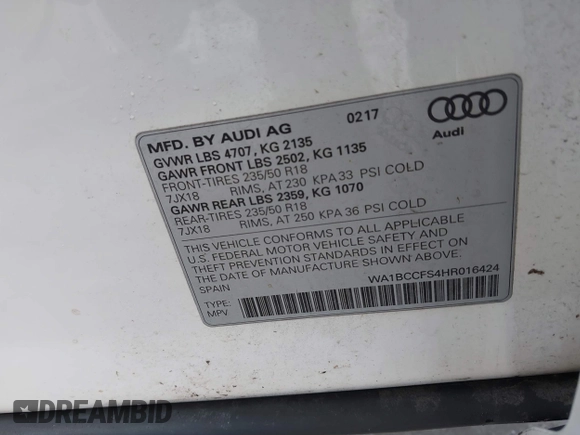 MFD. BY AUDI AG 0217
Audi
GVWR LBS 4707, KG 2135
GAWR FRONT LBS 2502, KG 1135
FRONT-TIRES 235/50 R18
7JX18 RIMS, AT 230 KPA 33 PSI COLD
GAWR REAR LBS 2359, KG 1070
REAR-TIRES 235/50 R18
7JX18 RIMS, AT 250 KPA 36 PSI COLD
THIS VEHICLE CONFORMS TO ALL APPLICABLE
U.S. FEDERAL MOTOR VEHICLE SAFETY AND
THEFT PREVENTION STANDARDS IN EFFECT ON
THE DATE OF MANUFACTURE SHOWN ABOVE.
SPAIN WA1BCCFS4HR016424
TYPE:
MPV
DREAMBID